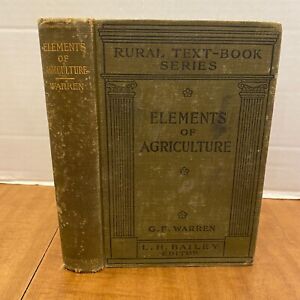 ELEMENTS
OF
AGRICULTURE
WARREN
RURAL TEXT-BOOK
SERIES
ELEMENTS
OF
AGRICULTURE
G. F. WARREN
L. H. BAILEY
EDITOR